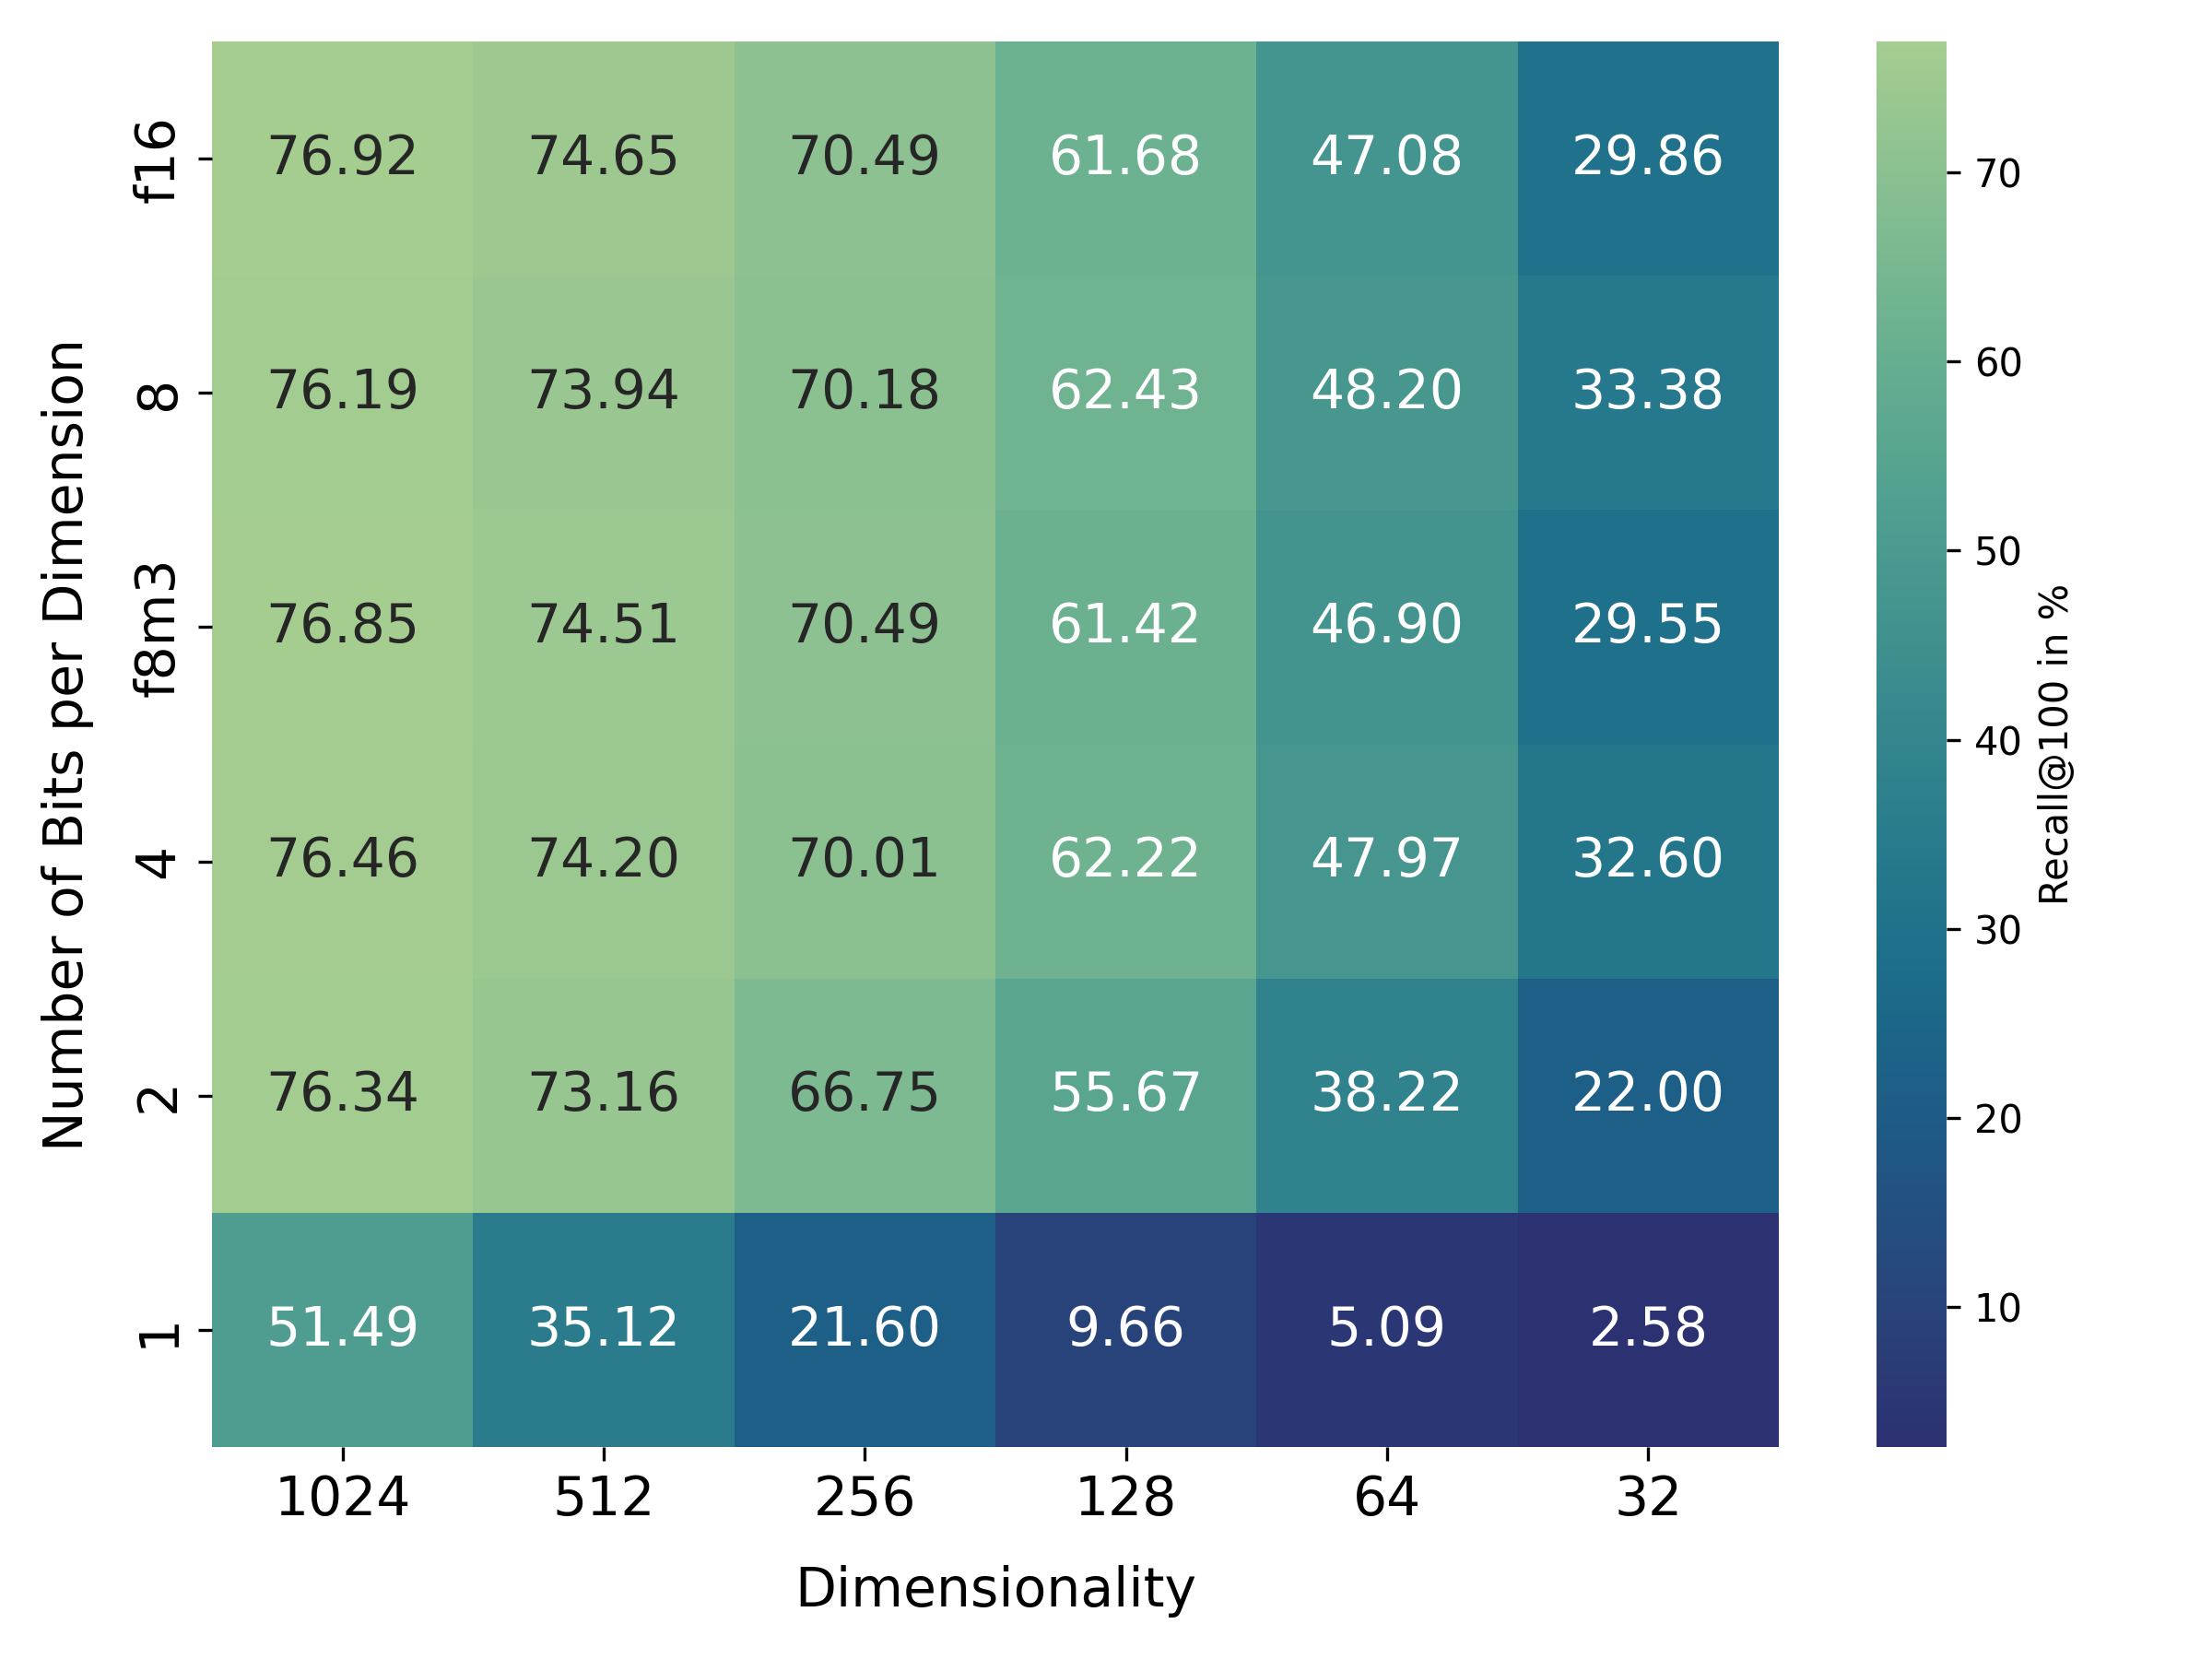 Number of Bits per Dimension
f16 76.92 74.65 70.49 61.68 47.08 29.86
8 76.19 73.94 70.18 62.43 48.20 33.38
f8m3 76.85 74.51 70.49 61.42 46.90 29.55
4 76.46 74.20 70.01 62.22 47.97 32.60
2 76.34 73.16 66.75 55.67 38.22 22.00
1 51.49 35.12 21.60 9.66 5.09 2.58
1024 512 256 128 64 32
Dimensionality
70
60
50
40
30
20
10
Recall@100 in %